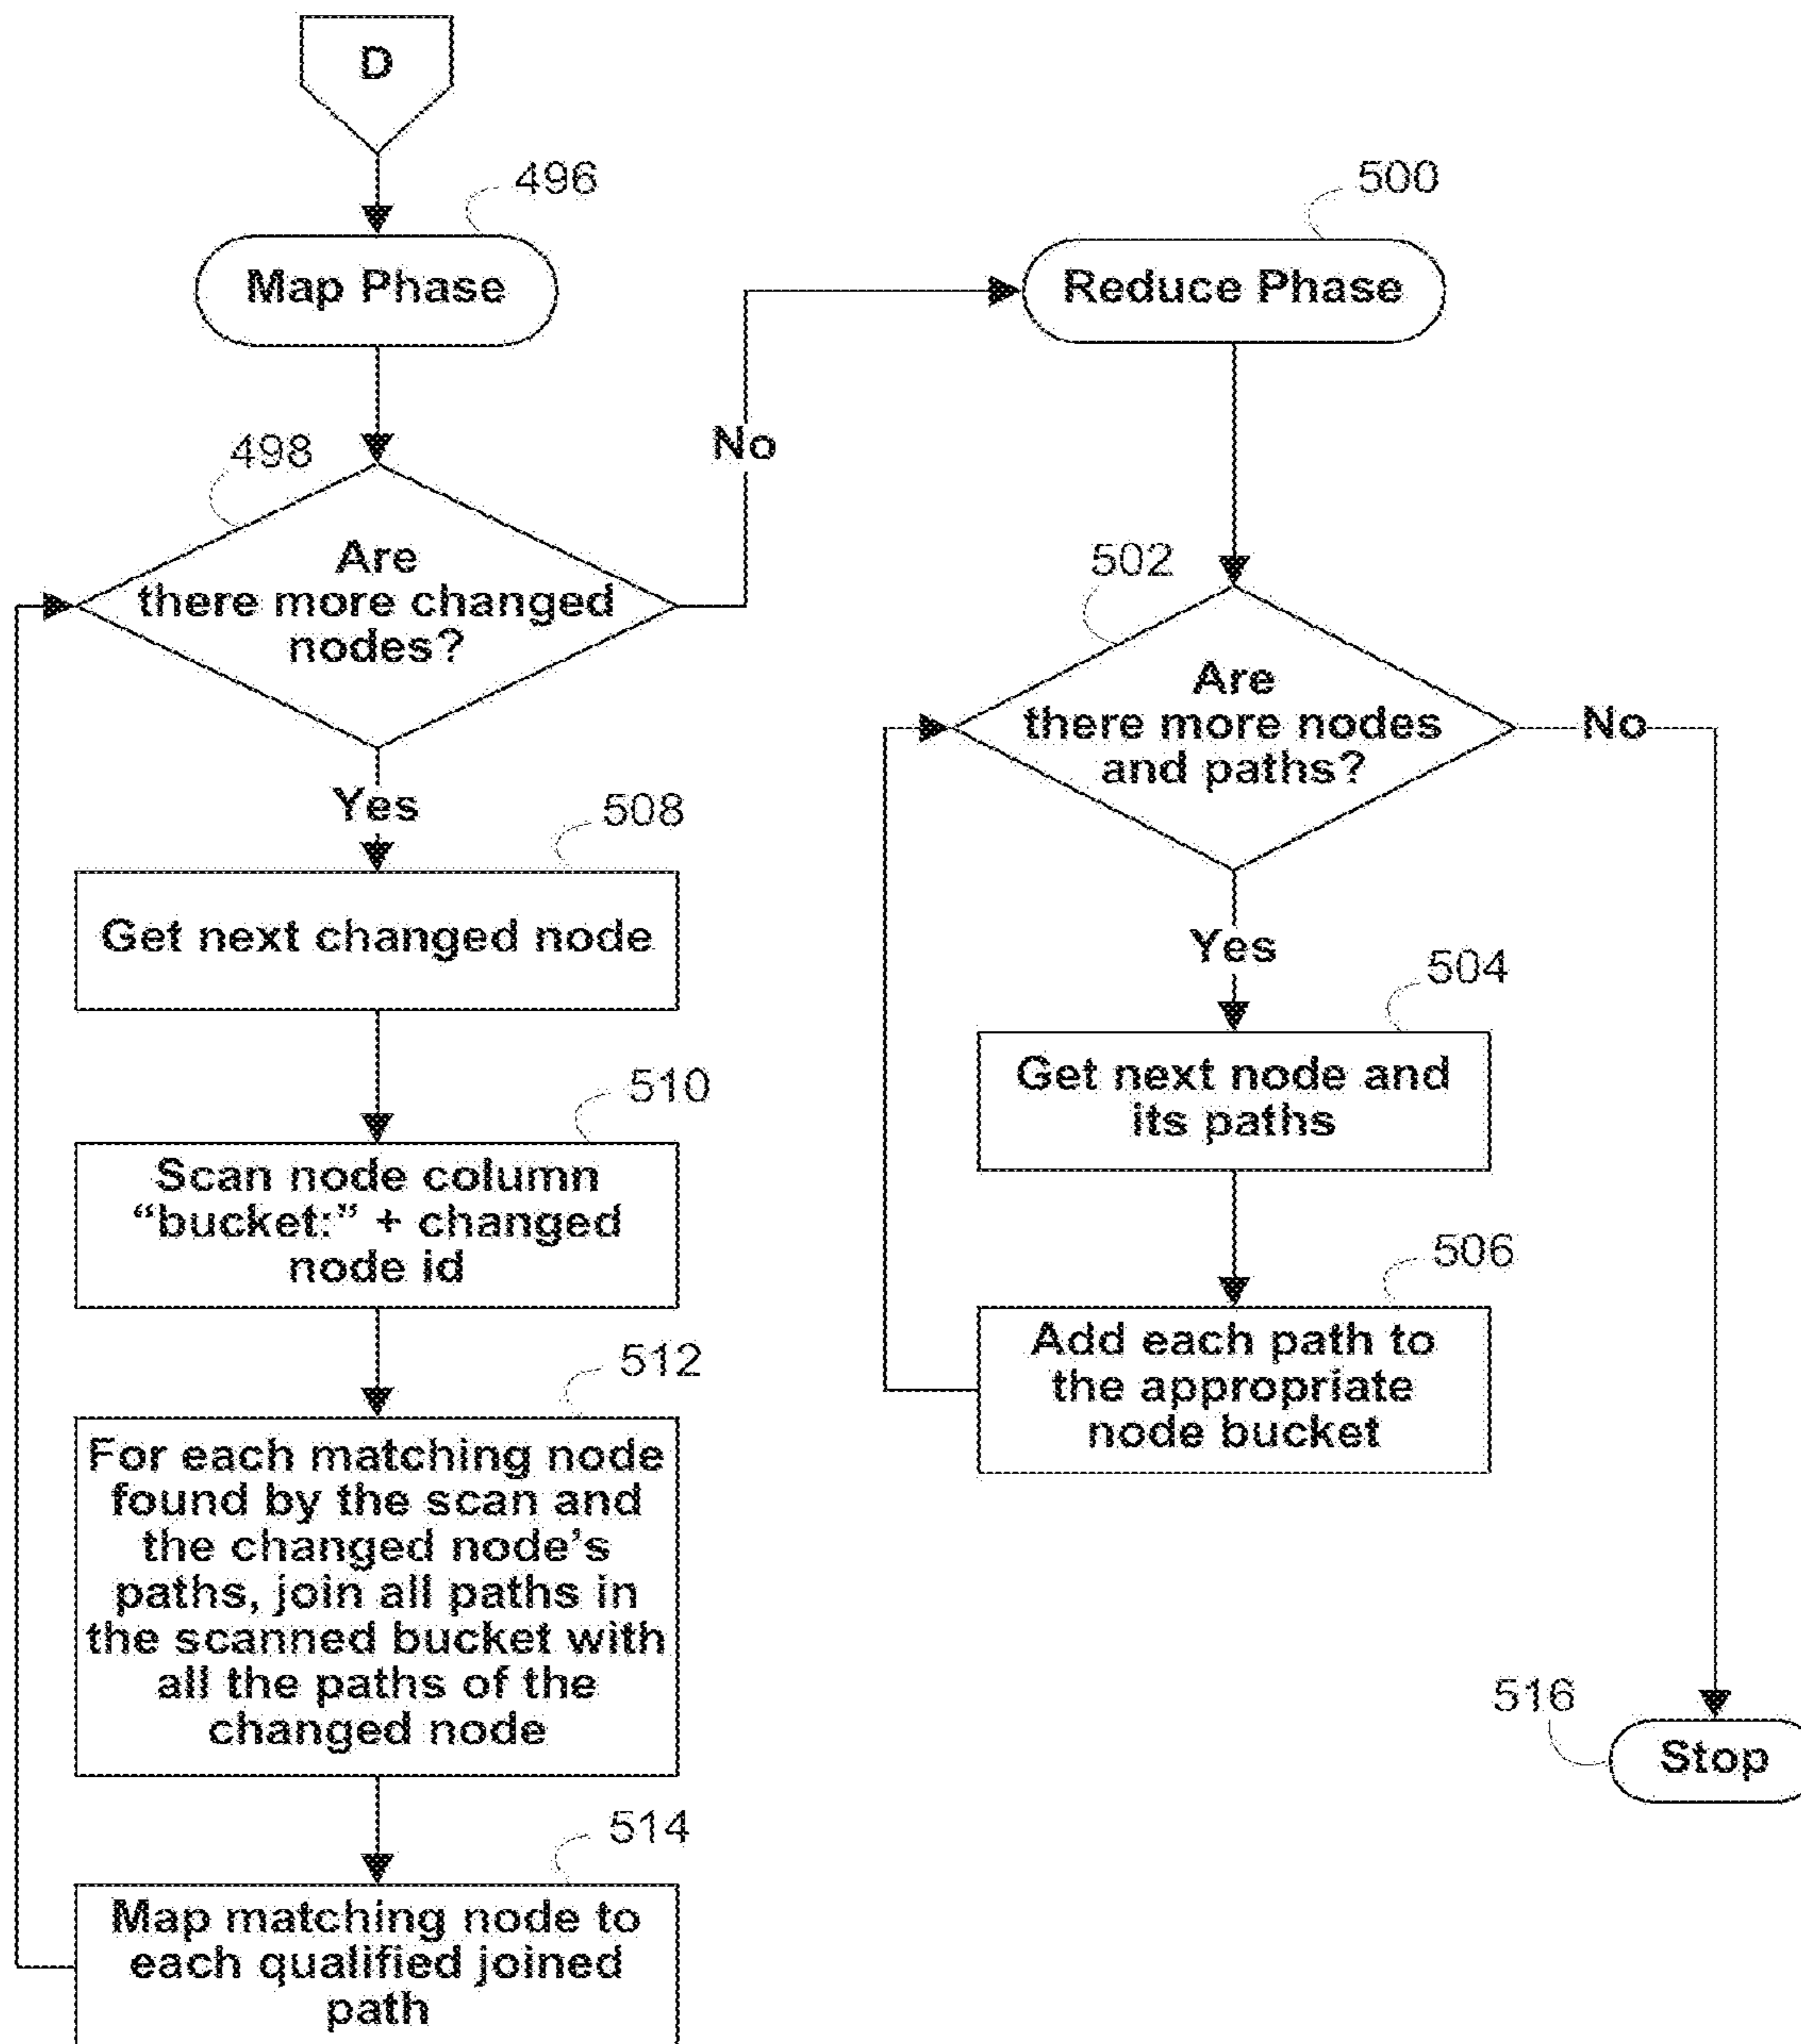 D
496
Map Phase
500
Reduce Phase
498
Are
there more changed
nodes?
No
502
Are
there more nodes
and paths?
No
Yes
508
Get next changed node
Yes
504
Get next node and
its paths
510
Scan node column
“bucket:” + changed
node id
506
Add each path to
the appropriate
node bucket
512
For each matching node
found by the scan and
the changed node’s
paths, join all paths in
the scanned bucket with
all the paths of the
changed node
516
Stop
514
Map matching node to
each qualified joined
path